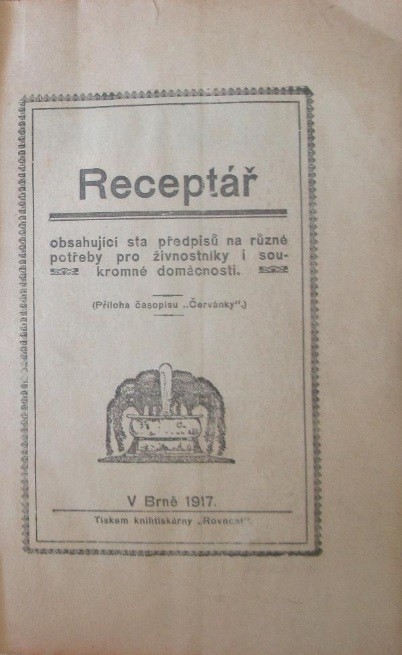 Receptář
obsahující sta předpisů na různé
potřeby pro živnostníky i sou-
kromné domácnosti.
(Příloha časopisu „Červánky“.)
V Brně 1917.
Tiskem knihtiskárny „Rovnost“.